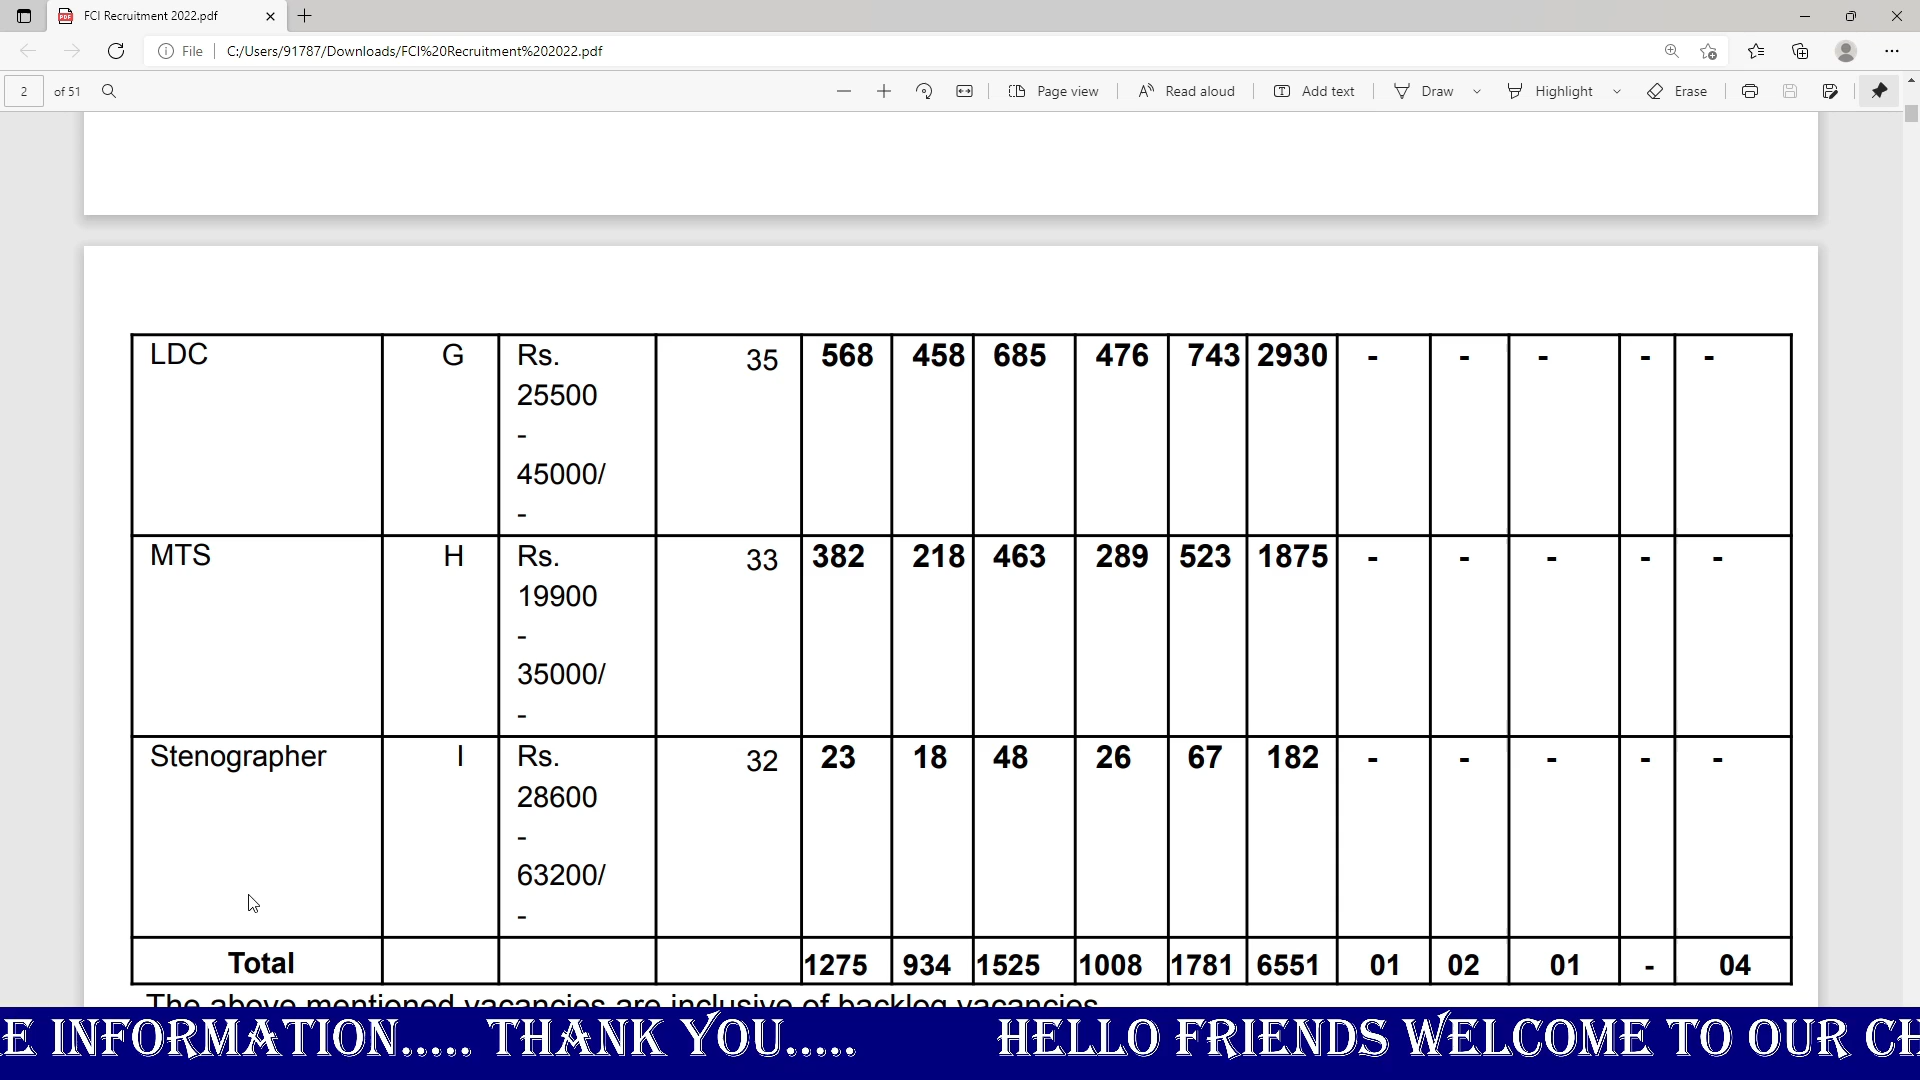 FCI Recruitment 2022.pdf
File C:/Users/91787/Downloads/FCI%20Recruitment%202022.pdf
2 of 51 Page view Read aloud Add text Draw Highlight Erase
LDC G Rs. 35 568 458 685 476 743 2930 - - - - -
25500
-
45000/
-
MTS H Rs. 33 382 218 463 289 523 1875 - - - - -
19900
-
35000/
-
Stenographer I Rs. 32 23 18 48 26 67 182 - - - - -
28600
-
63200/
-
Total 1275 934 1525 1008 1781 6551 01 02 01 - 04
The above mentioned vacancies are inclusive of backlog vacancies
E INFORMATION..... THANK YOU..... HELLO FRIENDS WELCOME TO OUR CH